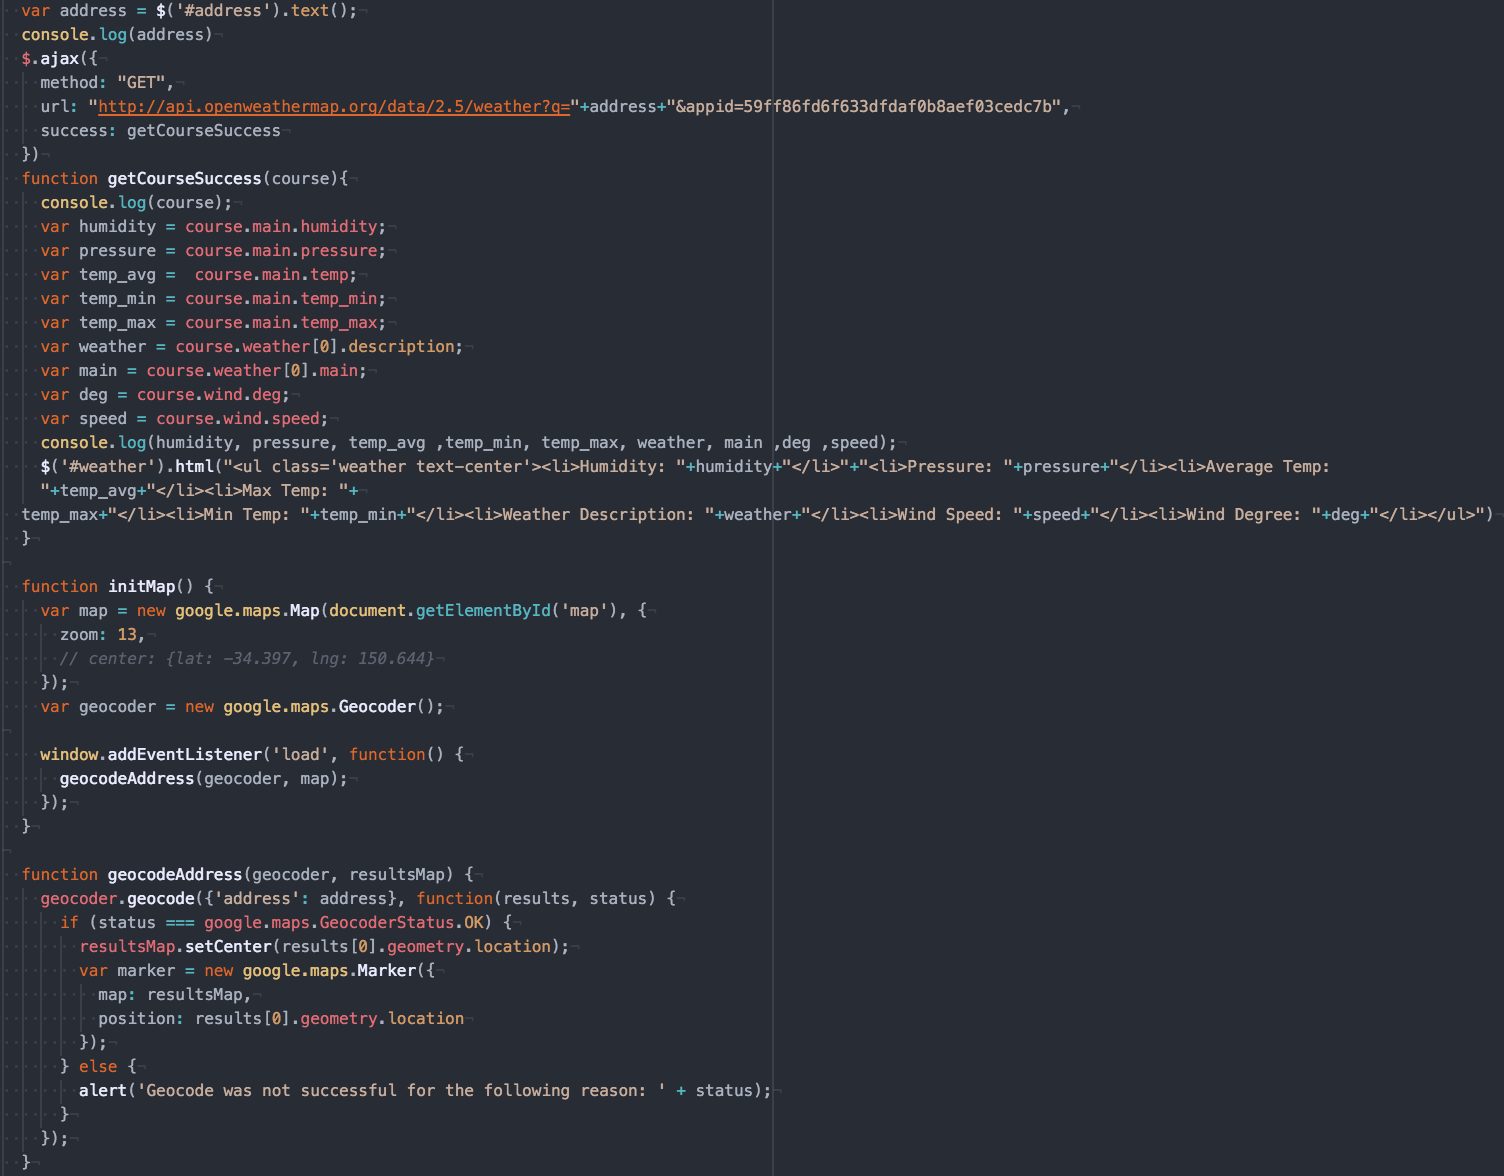 var address = $('#address').text();
console.log(address)
$.ajax({
method: "GET",
url: "http://api.openweathermap.org/data/2.5/weather?q="+address+"&appid=59ff86fd6f633dfdaf0b8aef03cedc7b",
success: getCourseSuccess
})
function getCourseSuccess(course){
console.log(course);
var humidity = course.main.humidity;
var pressure = course.main.pressure;
var temp_avg =  course.main.temp;
var temp_min = course.main.temp_min;
var temp_max = course.main.temp_max;
var weather = course.weather[0].description;
var main = course.weather[0].main;
var deg = course.wind.deg;
var speed = course.wind.speed;
console.log(humidity, pressure, temp_avg ,temp_min, temp_max, weather, main ,deg ,speed);
$('#weather').html("<ul class='weather text-center'><li>Humidity: "+humidity+"</li>"+"<li>Pressure: "+pressure+"</li><li>Average Temp:
"+temp_avg+"</li><li>Max Temp: "+
temp_max+"</li><li>Min Temp: "+temp_min+"</li><li>Weather Description: "+weather+"</li><li>Wind Speed: "+speed+"</li><li>Wind Degree: "+deg+"</li></ul>")
}
function initMap() {
var map = new google.maps.Map(document.getElementById('map'), {
zoom: 13,
// center: {lat: -34.397, lng: 150.644}
});
var geocoder = new google.maps.Geocoder();
window.addEventListener('load', function() {
geocodeAddress(geocoder, map);
});
}
function geocodeAddress(geocoder, resultsMap) {
geocoder.geocode({'address': address}, function(results, status) {
if (status === google.maps.GeocoderStatus.OK) {
resultsMap.setCenter(results[0].geometry.location);
var marker = new google.maps.Marker({
map: resultsMap,
position: results[0].geometry.location
});
} else {
alert('Geocode was not successful for the following reason: ' + status);
}
});
}